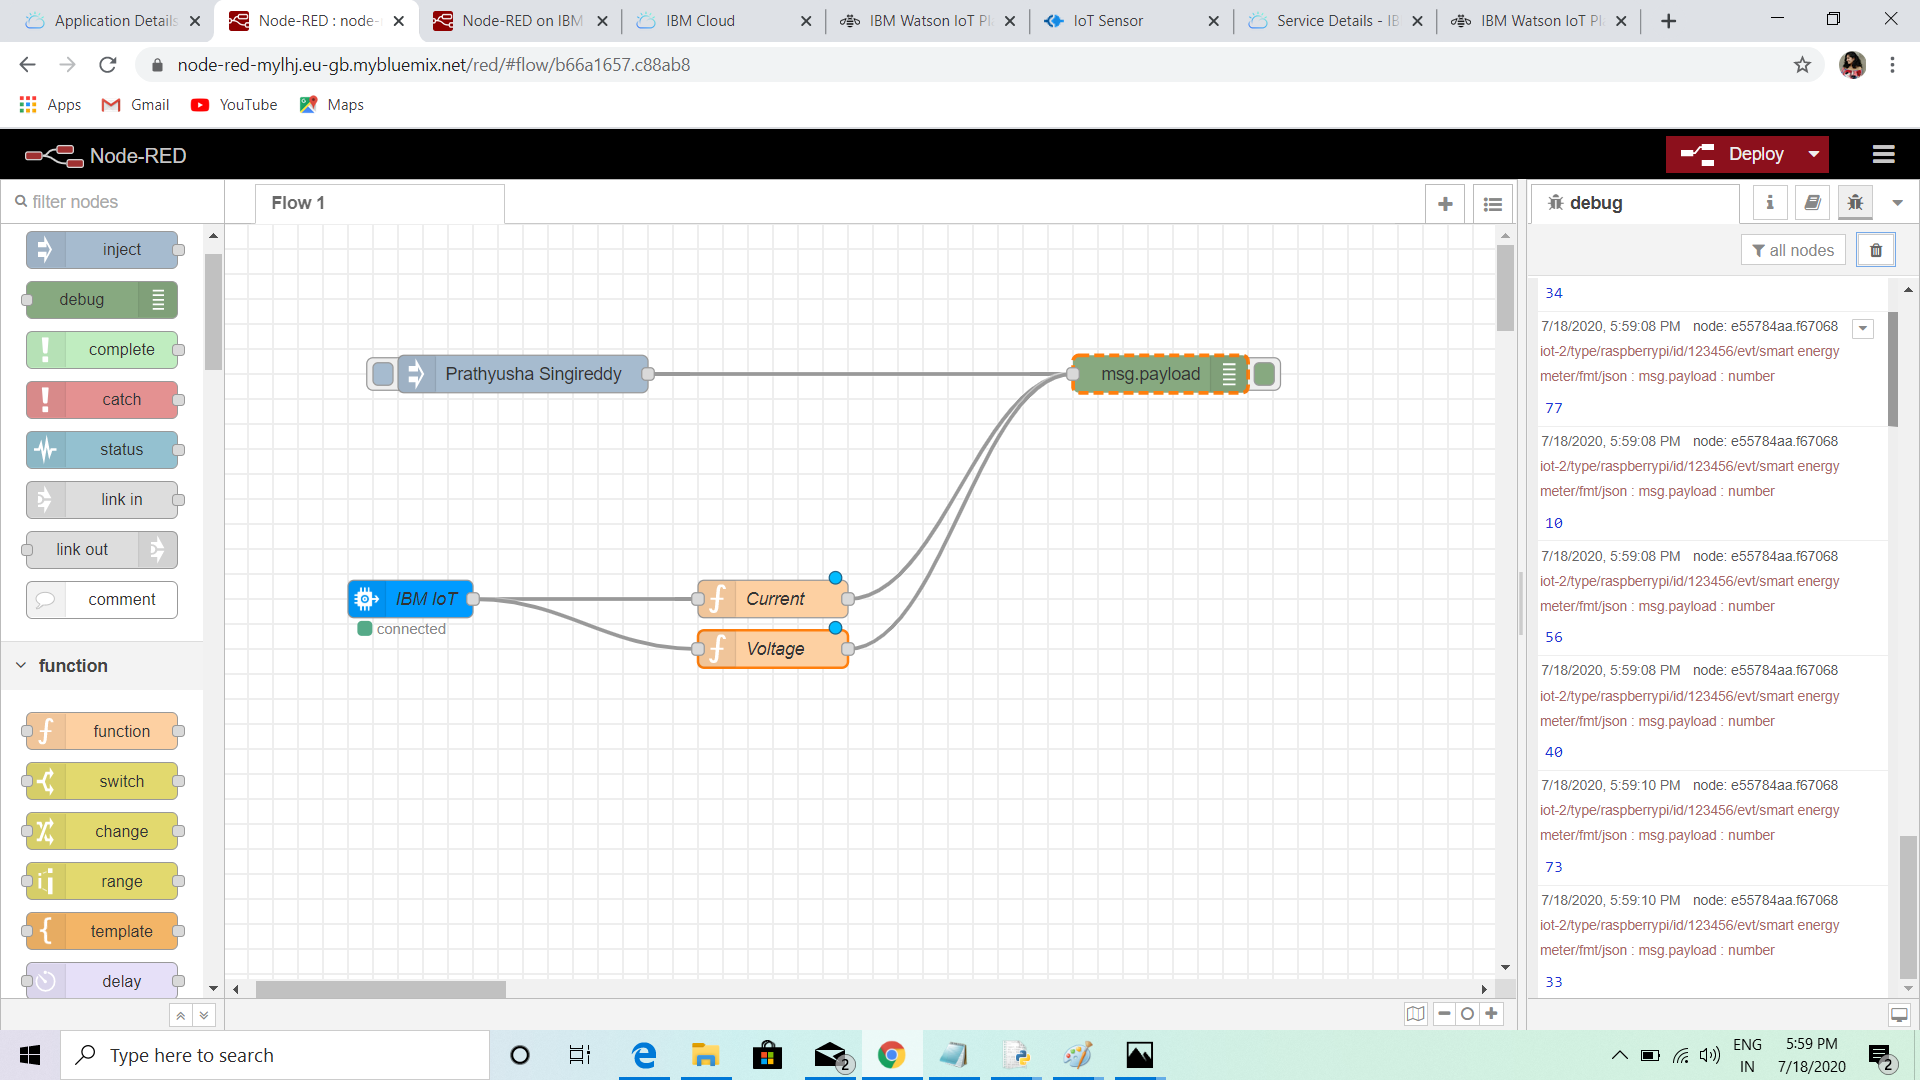 Application Details
Node-RED : node-
Node-RED on IBM
IBM Cloud
IBM Watson IoT Pl
IoT Sensor
Service Details - IB
IBM Watson IoT Pl
node-red-mylhj.eu-gb.mybluemix.net/red/#flow/b66a1657.c88ab8
Apps
Gmail
YouTube
Maps
Node-RED
Deploy
filter nodes
Flow 1
debug
all nodes
inject
debug
complete
catch
status
link in
link out
comment
function
function
switch
change
range
template
delay
Prathyusha Singireddy
msg.payload
IBM IoT
connected
Current
Voltage
34
7/18/2020, 5:59:08 PM node: e55784aa.f67068
iot-2/type/raspberrypi/id/123456/evt/smart energy
meter/fmt/json : msg.payload : number
77
7/18/2020, 5:59:08 PM node: e55784aa.f67068
iot-2/type/raspberrypi/id/123456/evt/smart energy
meter/fmt/json : msg.payload : number
10
7/18/2020, 5:59:08 PM node: e55784aa.f67068
iot-2/type/raspberrypi/id/123456/evt/smart energy
meter/fmt/json : msg.payload : number
56
7/18/2020, 5:59:08 PM node: e55784aa.f67068
iot-2/type/raspberrypi/id/123456/evt/smart energy
meter/fmt/json : msg.payload : number
40
7/18/2020, 5:59:10 PM node: e55784aa.f67068
iot-2/type/raspberrypi/id/123456/evt/smart energy
meter/fmt/json : msg.payload : number
73
7/18/2020, 5:59:10 PM node: e55784aa.f67068
iot-2/type/raspberrypi/id/123456/evt/smart energy
meter/fmt/json : msg.payload : number
33
Type here to search
2
ENG
IN
5:59 PM
7/18/2020
2